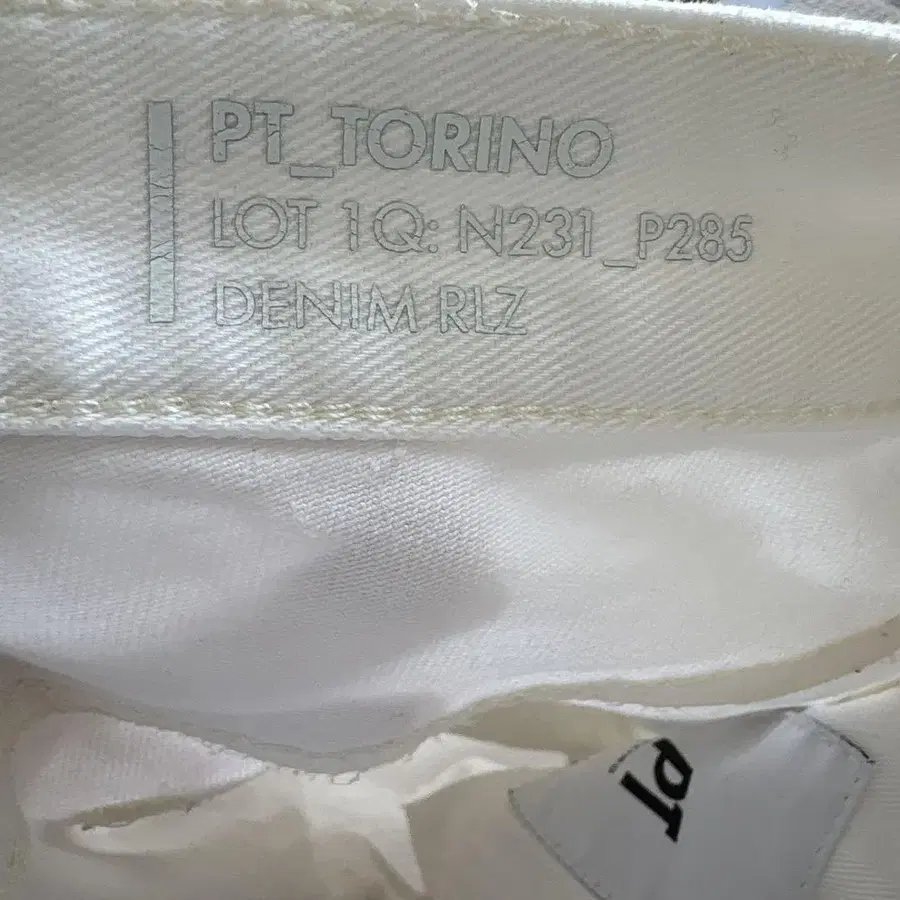 PT_TORINO
LOT 1Q: N231_P285
DENIM RLZ
PT